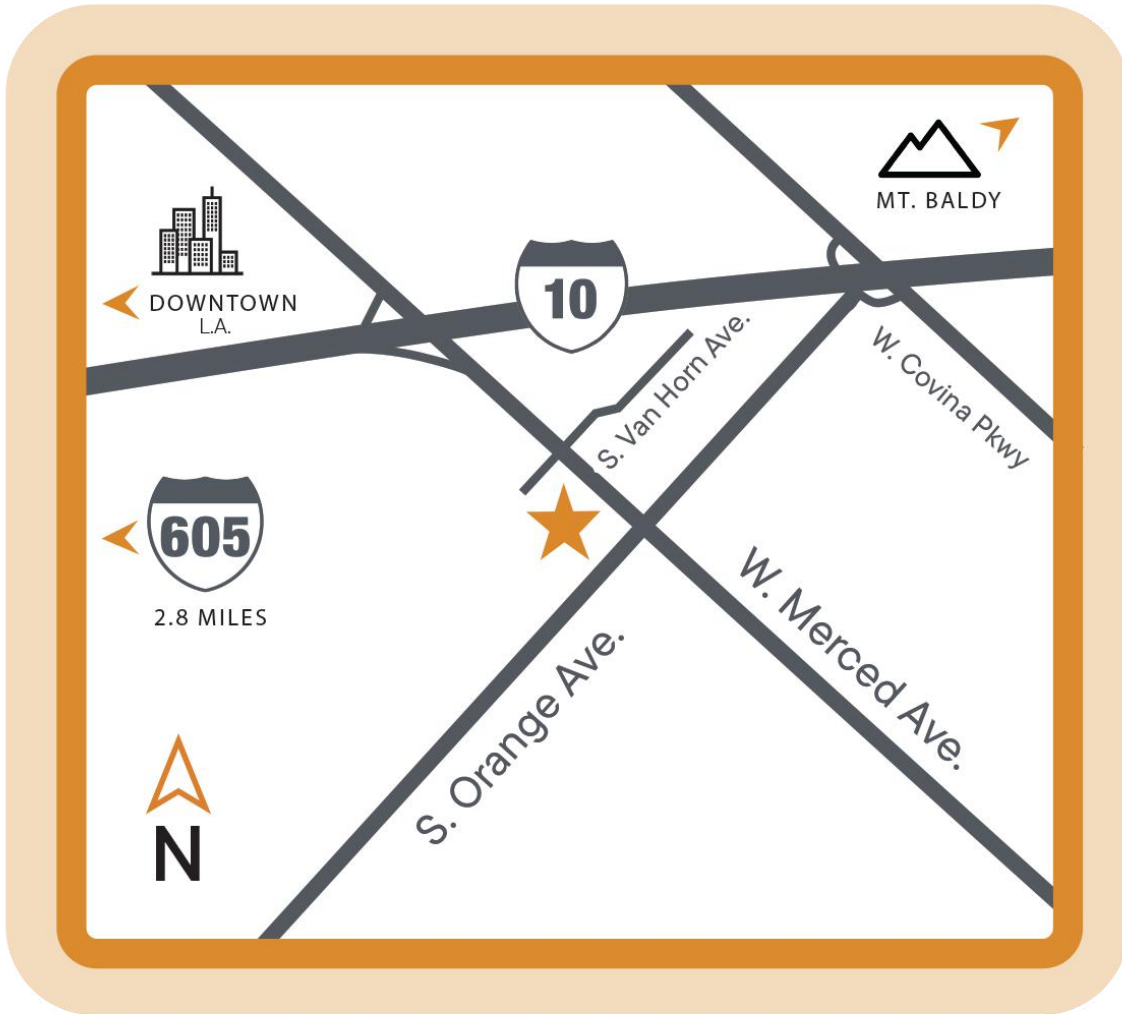 MT. BALDY
DOWNTOWN
L.A.
10
S. Van Horn Ave.
W. Covina Pkwy
605
2.8 MILES
W. Merced Ave.
S. Orange Ave.
N